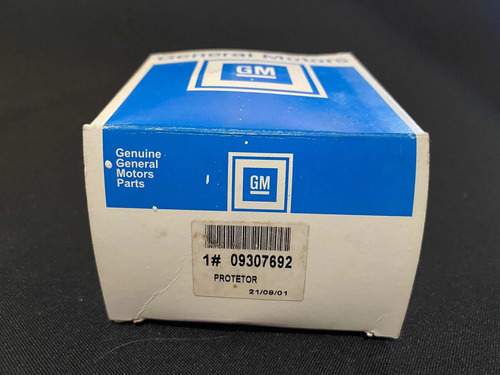 General Motors
GM
Genuine
General
Motors
Parts
GM
1# 09307692
PROTETOR
21/09/01